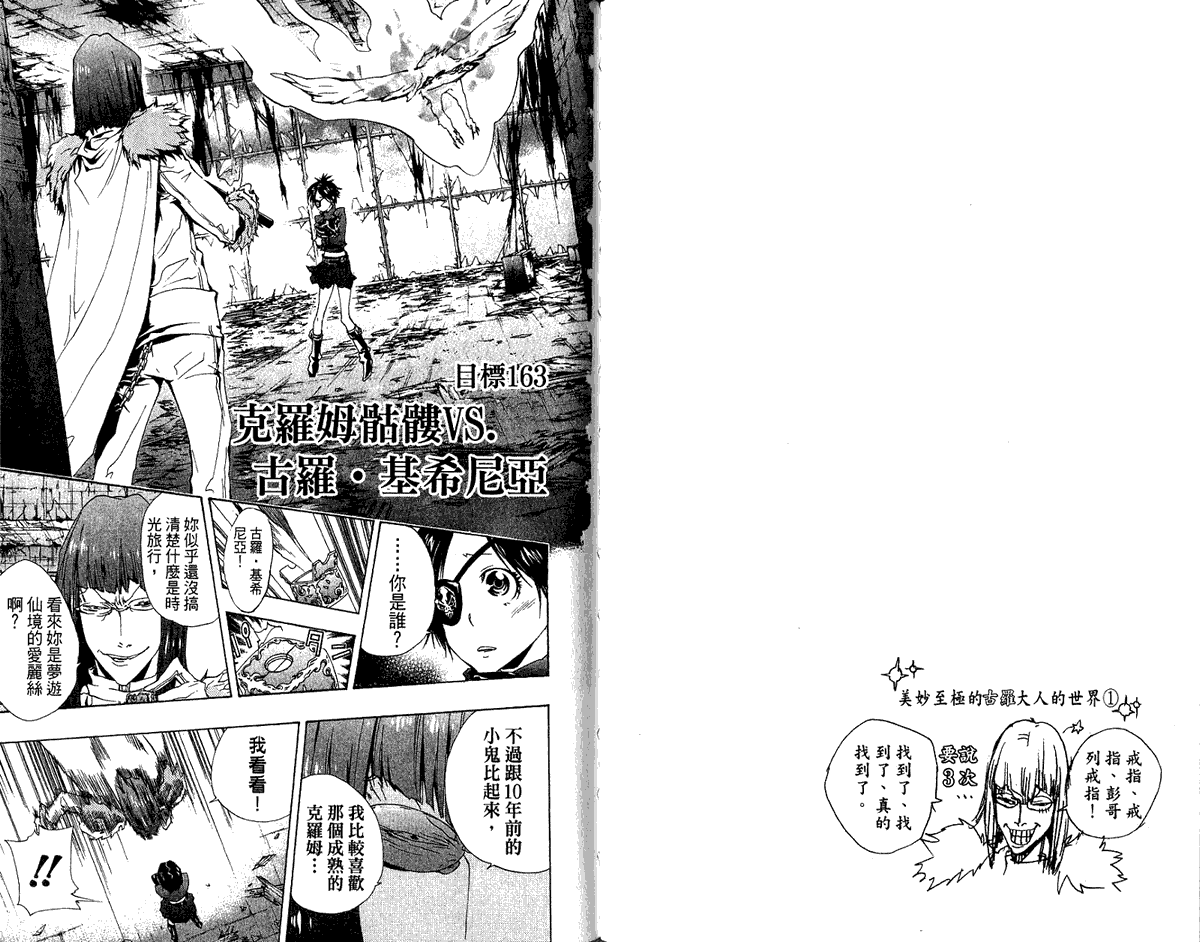 美妙至極的古羅大人的世界①
戒指、戒
指、彭哥
列戒指！
要說
3次…
找到了、找
到了、真的
找到了。
目標163
克羅姆骷髏VS.
古羅・基希尼亞
……你是誰？
古羅・基希
尼亞！
妳似乎還沒搞
清楚什麼是時
光旅行，
看來妳是夢遊
仙境的愛麗絲
啊？
不過跟10年前的
小鬼比起來，
我比較喜歡
那個成熟的
克羅姆…
我看看！
!!